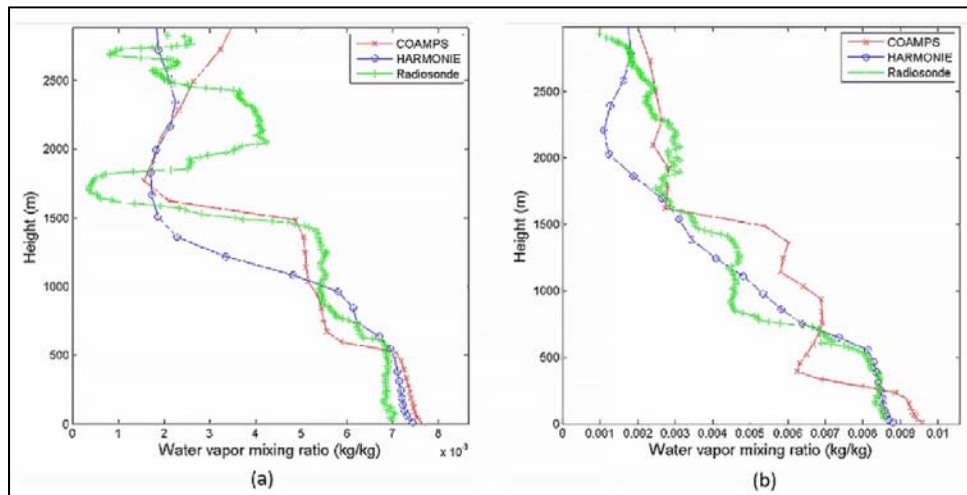 COAMPS
HARMONIE
Radiosonde
2500
2000
1500
1000
500
0
Height (m)
0 1 2 3 4 5 6 7 8
x 10⁻³
Water vapor mixing ratio (kg/kg)
(a)
COAMPS
HARMONIE
Radiosonde
2500
2000
1500
1000
500
0
Height (m)
0 0.001 0.002 0.003 0.004 0.005 0.006 0.007 0.008 0.009 0.01
Water vapor mixing ratio (kg/kg)
(b)